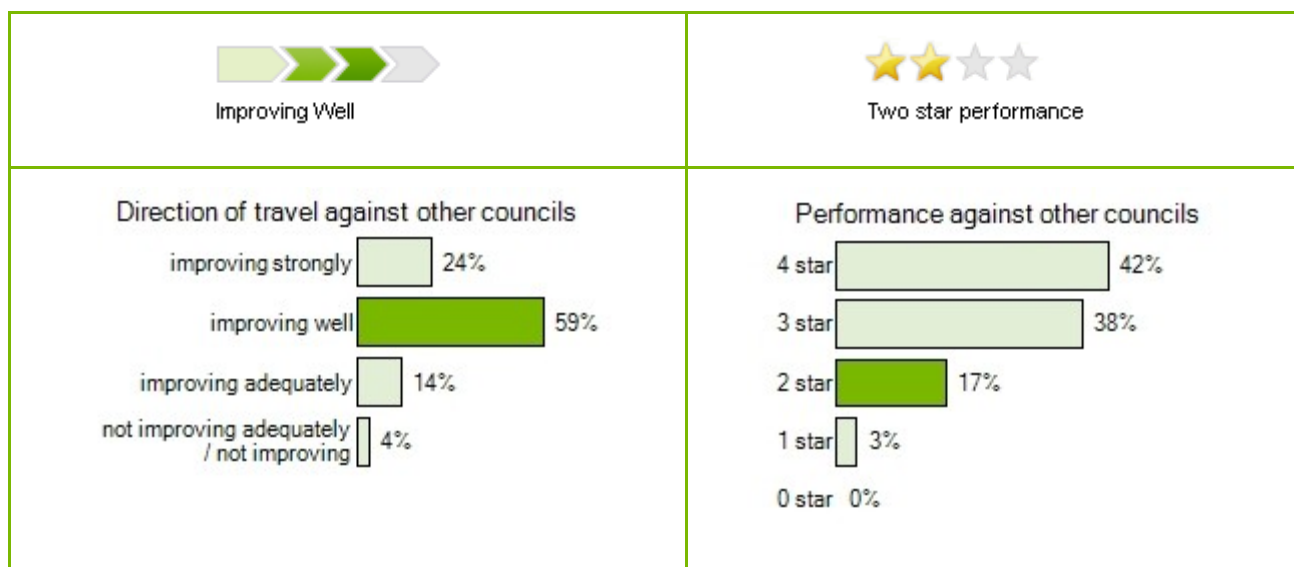 Improving Well
Two star performance
Direction of travel against other councils
improving strongly 24%
improving well 59%
improving adequately 14%
not improving adequately
/ not improving 4%
Performance against other councils
4 star 42%
3 star 38%
2 star 17%
1 star 3%
0 star 0%